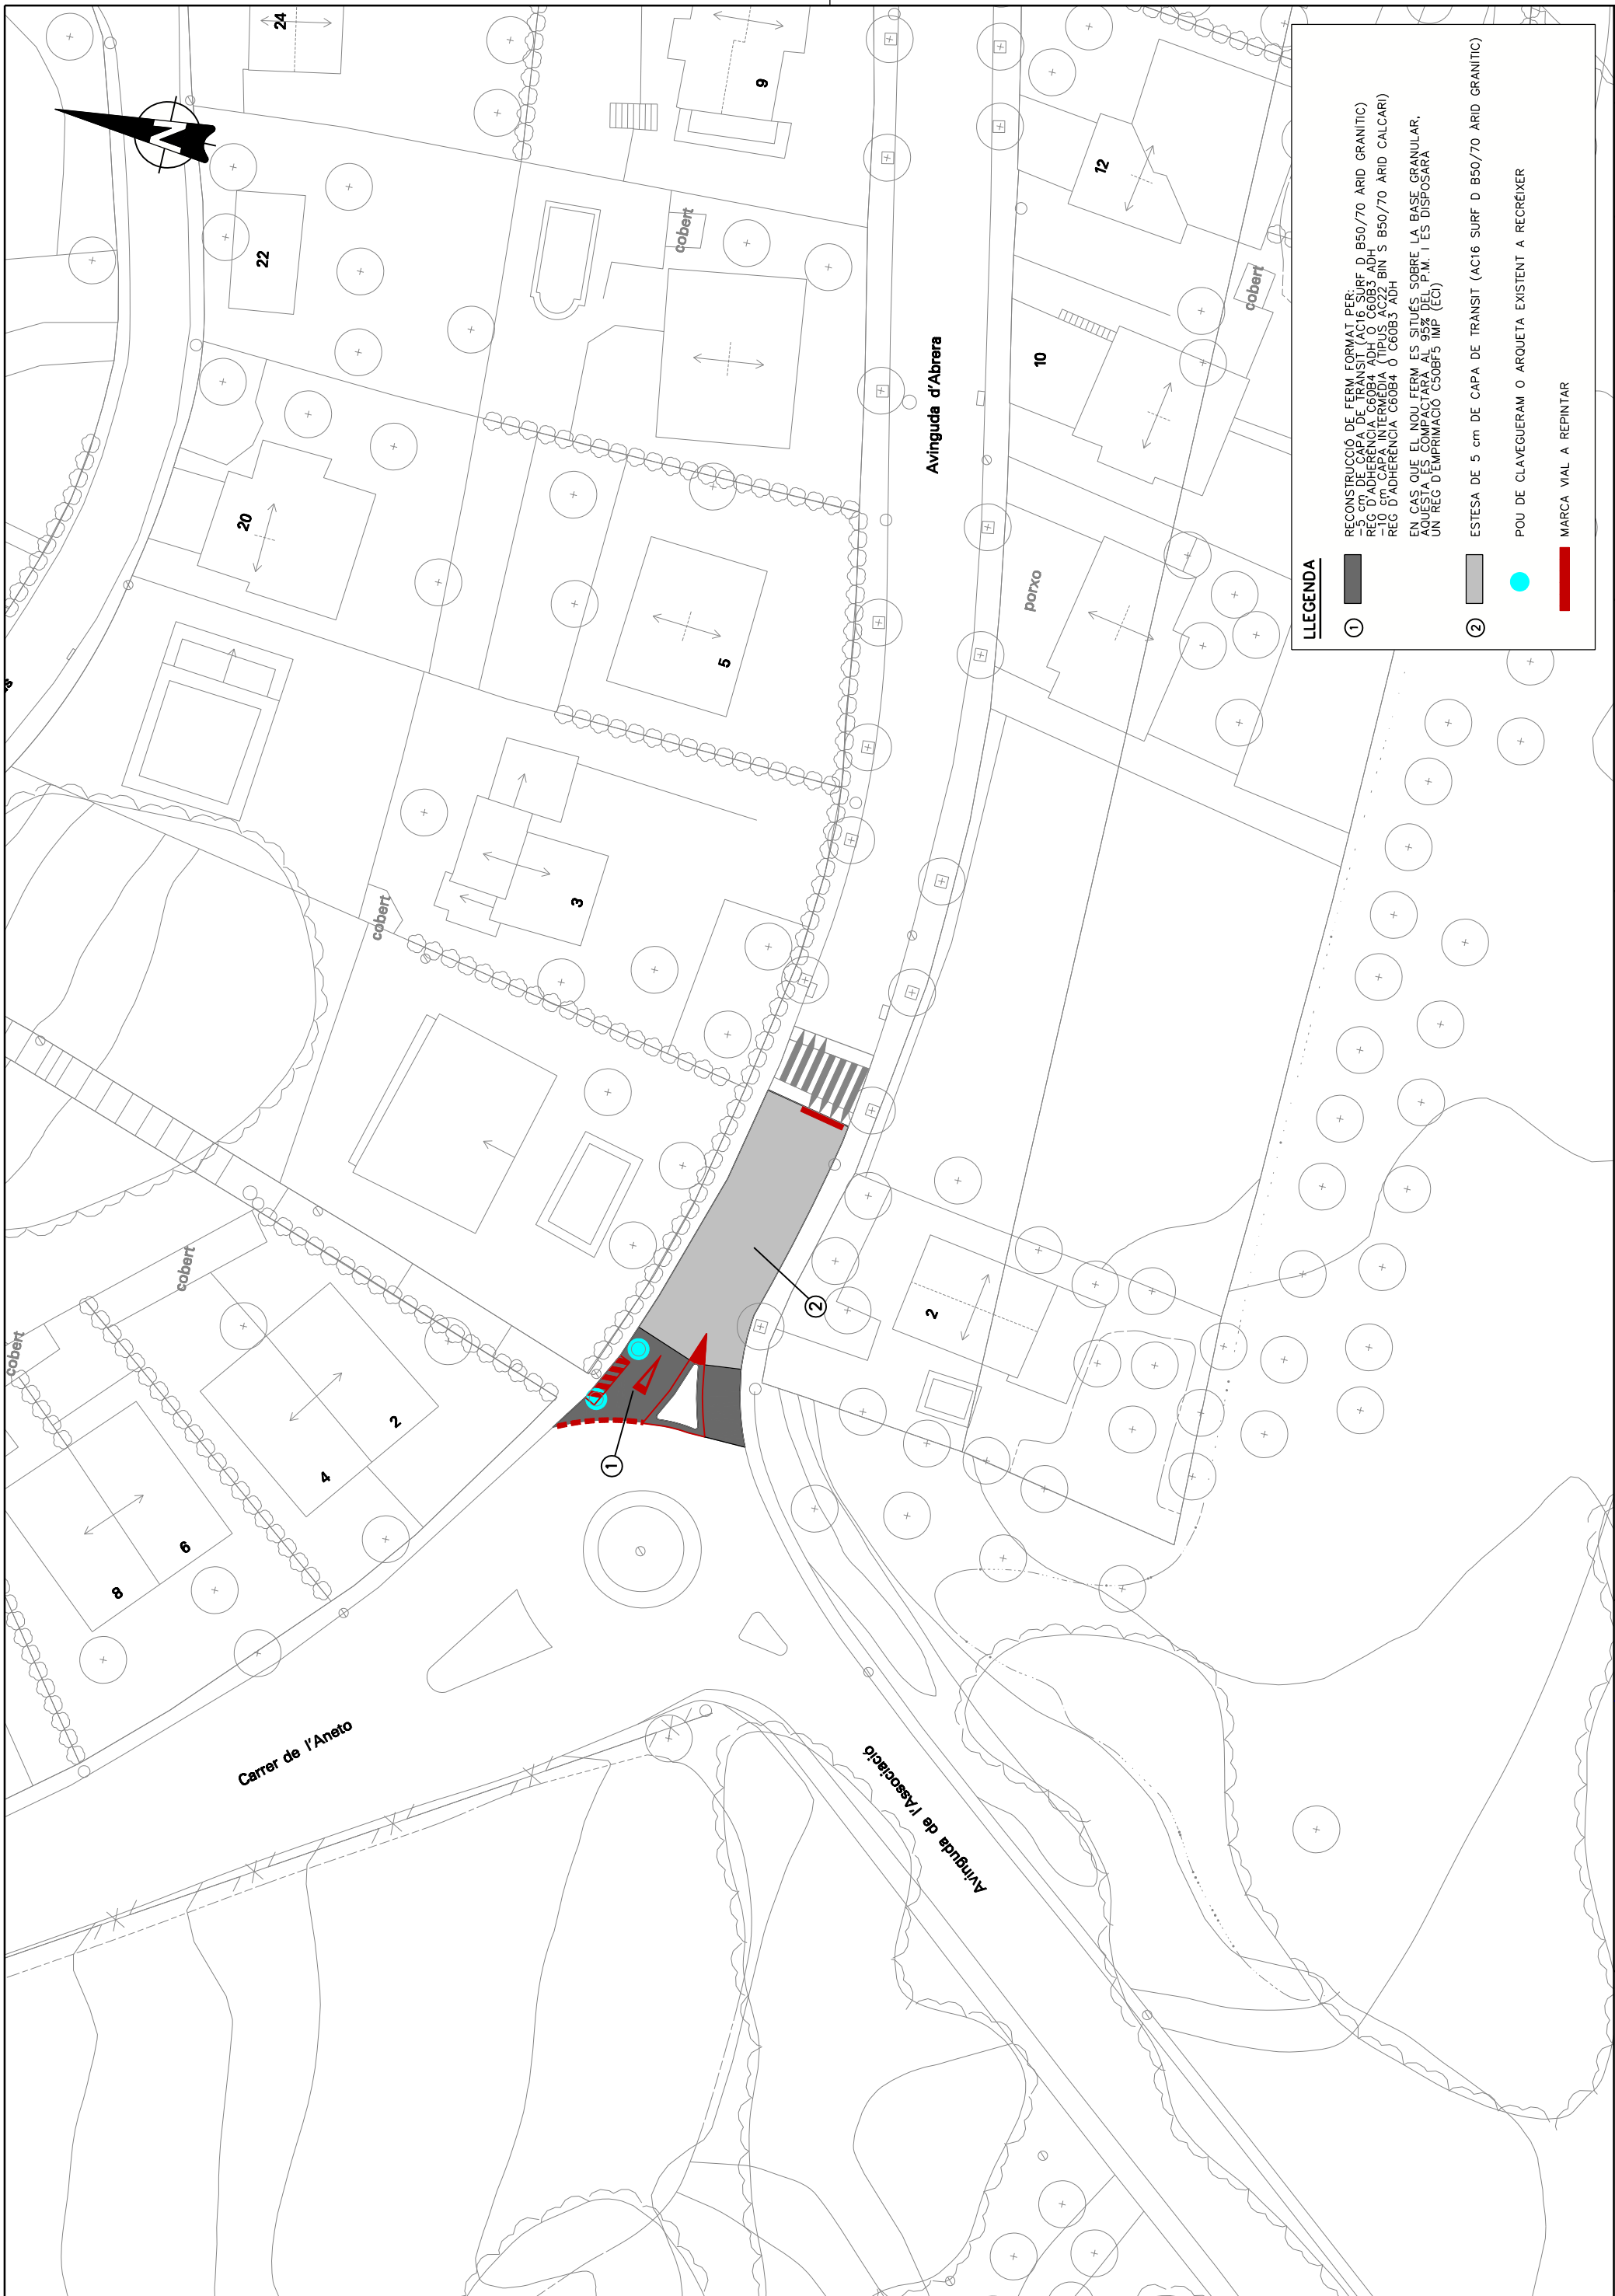 24
9
22
cobert
12
20
Avinguda d'Abrera
10
cobert
5
porxo
3
cobert
cobert
cobert
2
4
6
8
2
1
2
Carrer de l'Aneto
Avinguda de l'Associació
N
LLEGENDA
1
RECONSTRUCCIÓ DE FERM FORMAT PER:
-5 cm DE CAPA DE TRÀNSIT (AC16 SURF D B50/70 ÀRID GRANÍTIC)
REG D'ADHERÈNCIA C60B4 ADH O C60B3 ADH
-10 cm CAPA INTERMÈDIA (TIPUS AC22 BIN S B50/70 ÀRID CALCARI)
REG D'ADHERÈNCIA C60B4 O C60B3 ADH
EN CAS QUE EL NOU FERM ES SITUÉS SOBRE LA BASE GRANULAR,
AQUESTA ES COMPACTARÀ AL 95% DEL P.M. I ES DISPOSARÀ
UN REG D'EMPRIMACIÓ C50BF5 IMP (ECI)
2
ESTESA DE 5 cm DE CAPA DE TRÀNSIT (AC16 SURF D B50/70 ÀRID GRANÍTIC)
POU DE CLAVEGUERAM O ARQUETA EXISTENT A RECRÉIXER
MARCA VIAL A REPINTAR